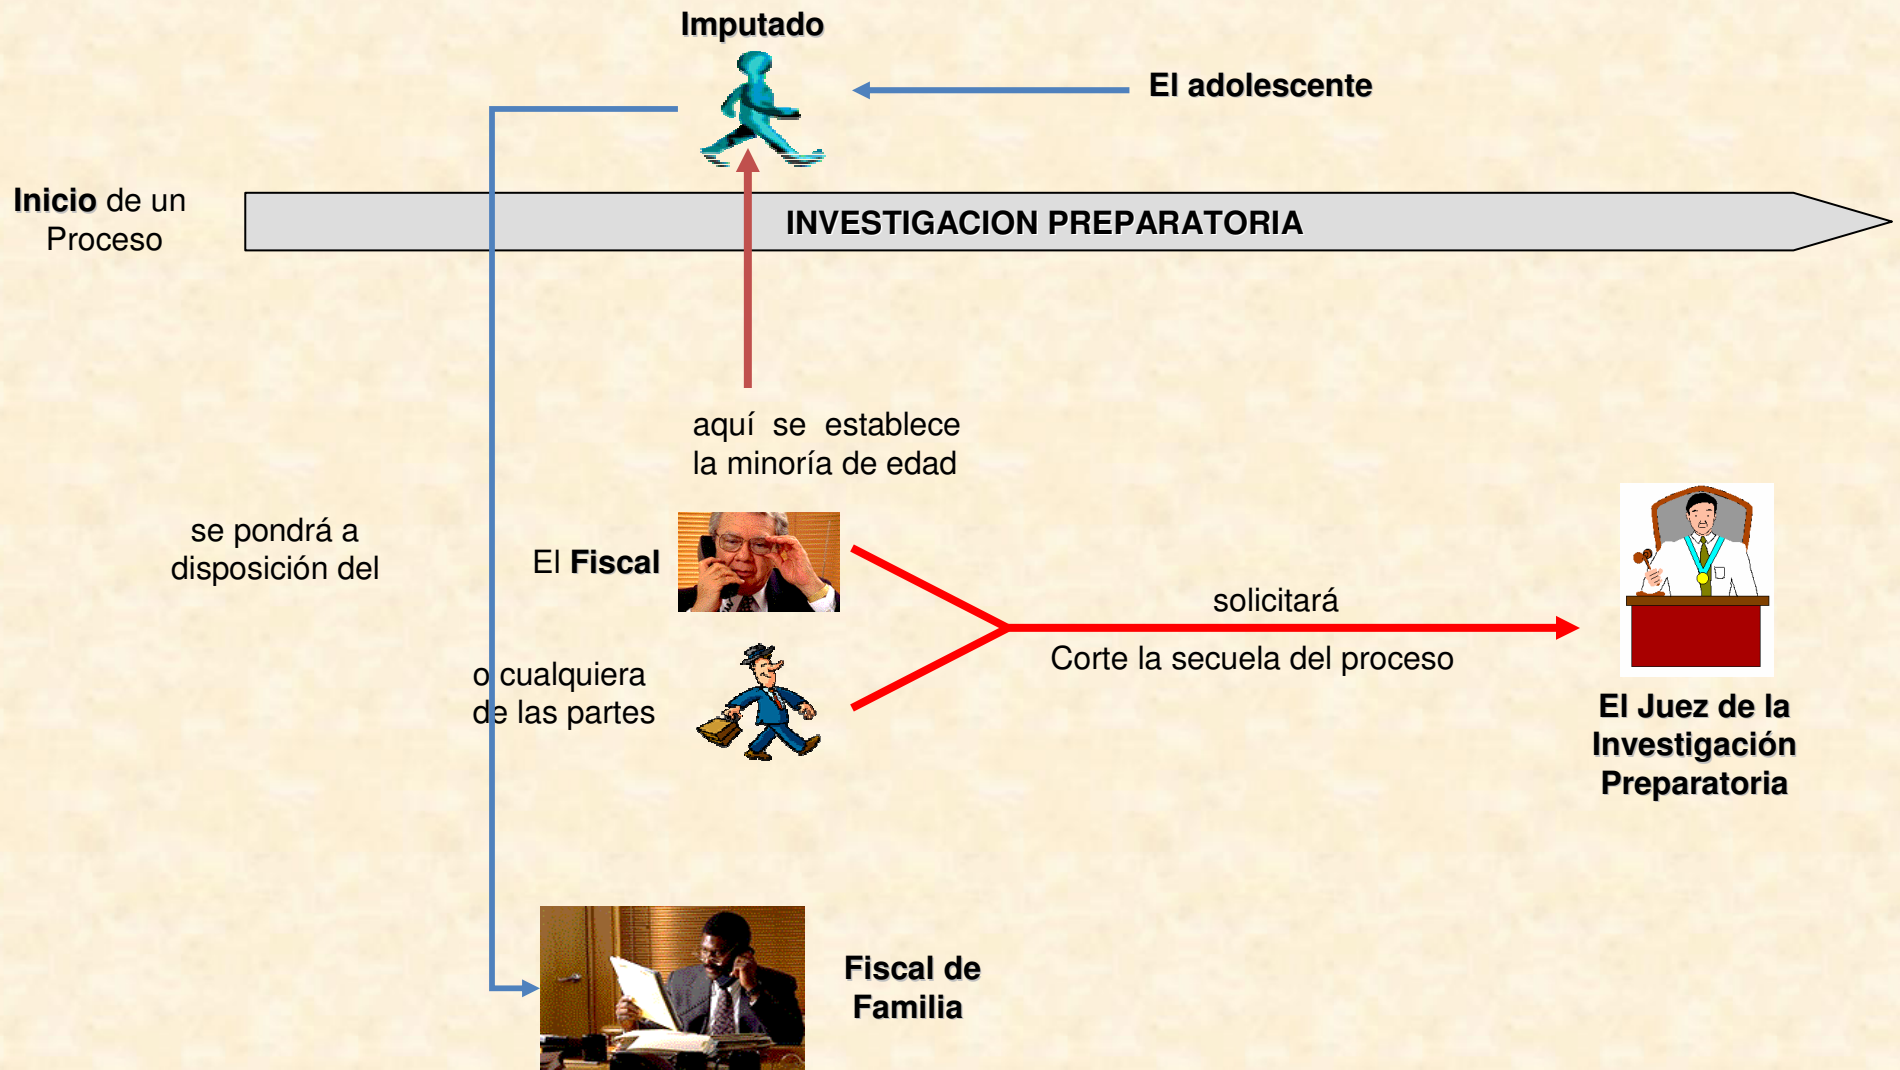 Imputado
El adolescente
Inicio de un
Proceso
INVESTIGACION PREPARATORIA
aquí se establece
la minoría de edad
se pondrá a
disposición del
El Fiscal
solicitará
Corte la secuela del proceso
o cualquiera
de las partes
El Juez de la
Investigación
Preparatoria
Fiscal de
Familia